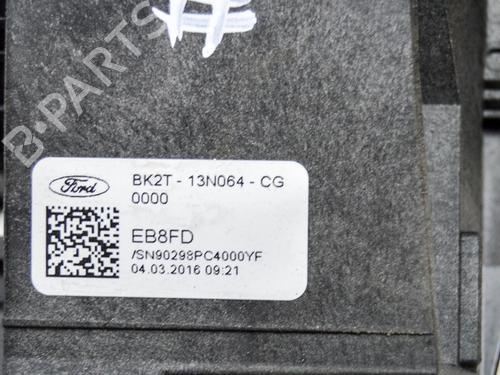 #
B-PARTS
Ford
BK2T - 13N064 - CG
0000
EB8FD
/SN90298PC4000YF
04.03.2016 09:21